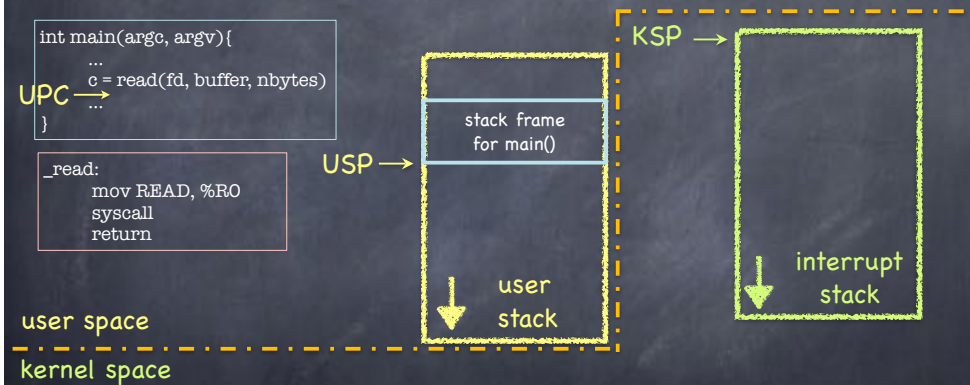 int main(argc, argv){
...
c = read(fd, buffer, nbytes)
UPC
...
}
_read:
mov READ, %R0
syscall
return
user space
kernel space
USP
stack frame
for main()
user
stack
KSP
interrupt
stack